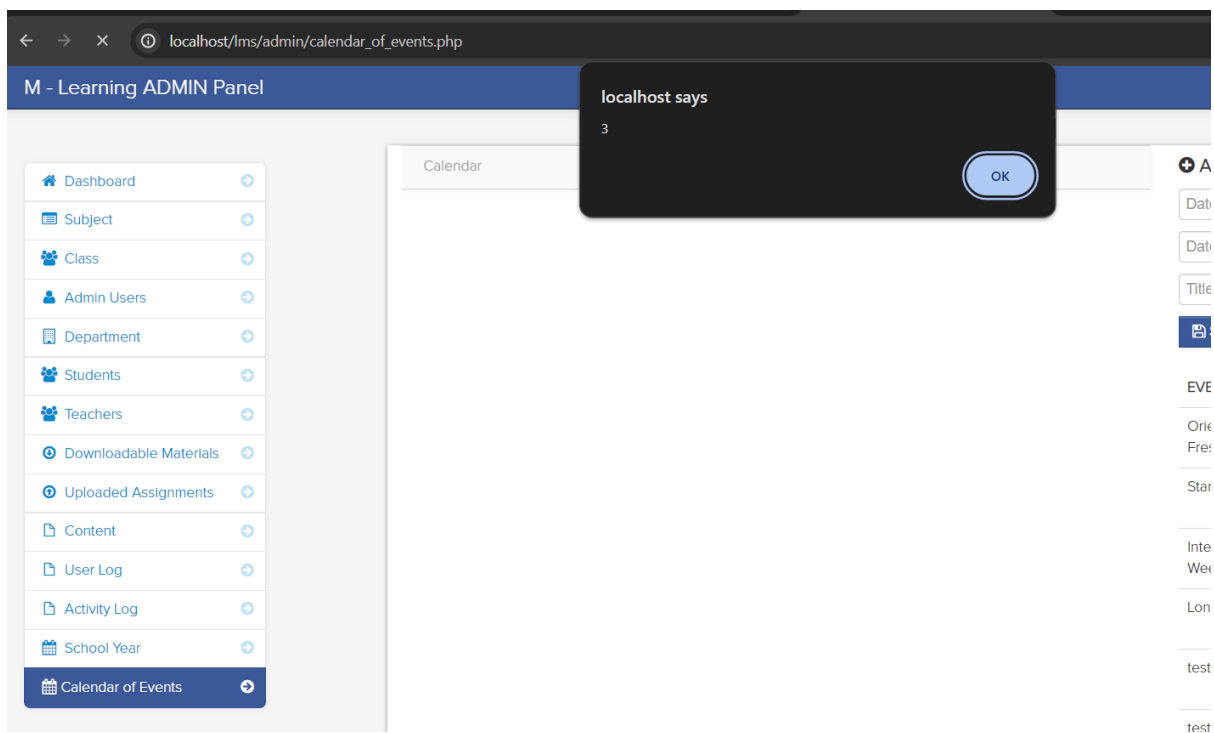 localhost/lms/admin/calendar_of_events.php
M - Learning ADMIN Panel
localhost says
3
OK
Dashboard
Subject
Class
Admin Users
Department
Students
Teachers
Downloadable Materials
Uploaded Assignments
Content
User Log
Activity Log
School Year
Calendar of Events
Calendar
Title
test
test